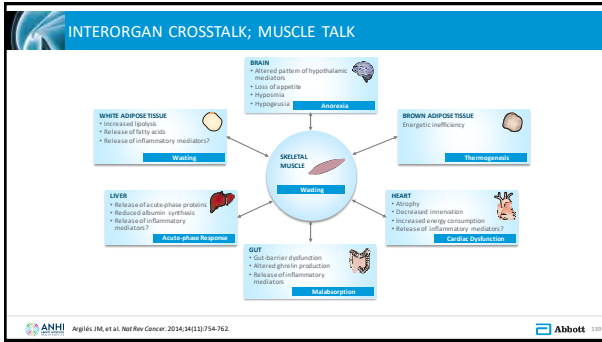 INTERORGAN CROSSTALK; MUSCLE TALK
BRAIN
• Altered pattern of hypothalamic
mediators
• Loss of appetite
• Hyposmia
• Hypogeusia
Anorexia
WHITE ADIPOSE TISSUE
• Increased lipolysis
• Release of fatty acids
• Release of inflammatory mediators?
Wasting
BROWN ADIPOSE TISSUE
Energetic inefficiency
Thermogenesis
SKELETAL
MUSCLE
Wasting
LIVER
• Release of acute-phase proteins
• Reduced albumin synthesis
• Release of inflammatory
mediators?
Acute-phase Response
HEART
• Atrophy
• Decreased innervation
• Increased energy consumption
• Release of inflammatory mediators?
Cardiac Dysfunction
GUT
• Gut-barrier dysfunction
• Altered ghrelin production
• Release of inflammatory
mediators
Malabsorption
ANHI
Argilés JM, et al. Nat Rev Cancer. 2014;14(11):754-762.
Abbott
139